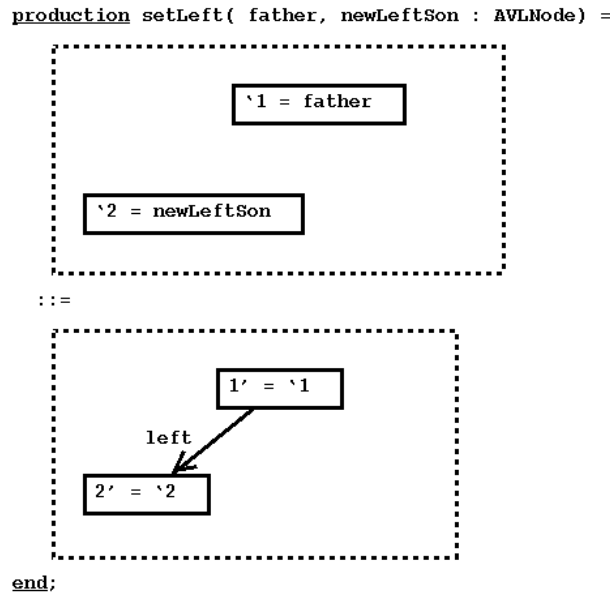 production setLeft( father, newLeftSon : AVLNode) =
`1 = father
`2 = newLeftSon
::=
1′ = `1
left
2′ = `2
end;